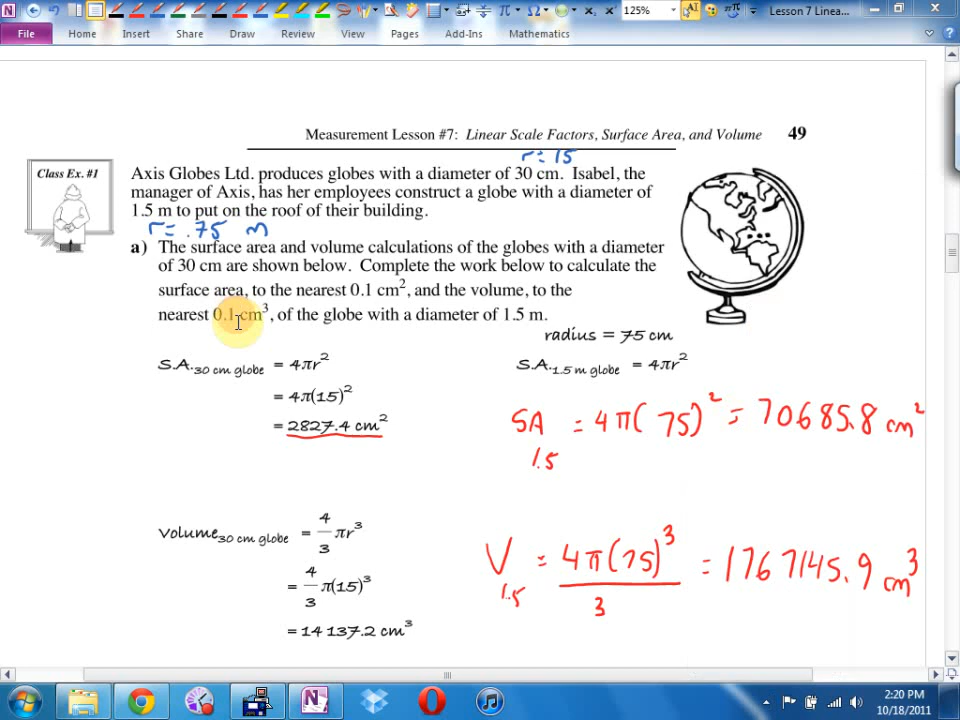 125%
Lesson 7 Linea...
File Home Insert Share Draw Review View Pages Add-Ins Mathematics
Measurement Lesson #7: Linear Scale Factors, Surface Area, and Volume 49
Class Ex. #1
r=15
Axis Globes Ltd. produces globes with a diameter of 30 cm. Isabel, the
manager of Axis, has her employees construct a globe with a diameter of
1.5 m to put on the roof of their building.
r= .75 m
a) The surface area and volume calculations of the globes with a diameter
of 30 cm are shown below. Complete the work below to calculate the
surface area, to the nearest 0.1 cm², and the volume, to the
nearest 0.1 cm³, of the globe with a diameter of 1.5 m.
radius = 75 cm
S.A.30 cm globe = 4πr²
= 4π(15)²
= 2827.4 cm²
S.A.1.5 m globe = 4πr²
SA 1.5 = 4π(75)² = 70685.8 cm²
Volume30 cm globe = 4/3 πr³
= 4/3 π(15)³
= 14 137.2 cm³
V 1.5 = 4π(75)³/3 = 1767145.9 cm³
2:20 PM
10/18/2011